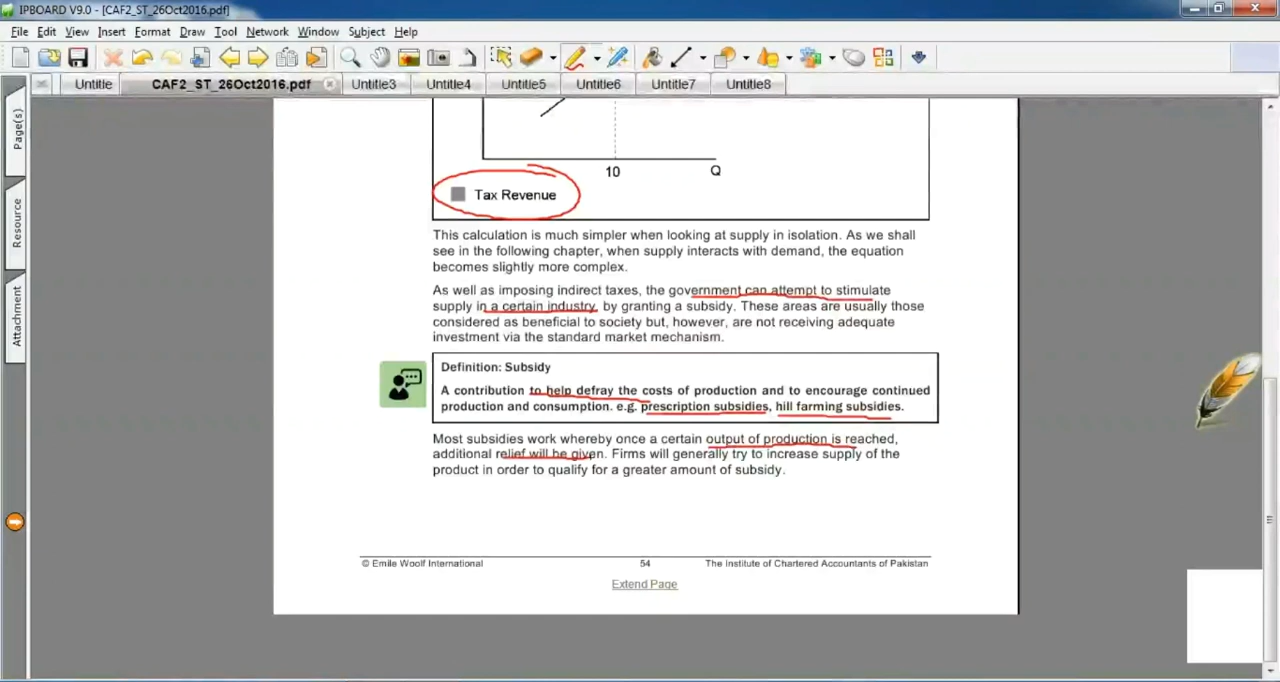 IPBOARD V9.0 - [CAF2_ST_26Oct2016.pdf]
File Edit View Insert Format Draw Tool Network Window Subject Help
Untitle CAF2_ST_26Oct2016.pdf Untitle3 Untitle4 Untitle5 Untitle6 Untitle7 Untitle8
Page(s)
Resource
Attachment
10 Q
Tax Revenue
This calculation is much simpler when looking at supply in isolation. As we shall
see in the following chapter, when supply interacts with demand, the equation
becomes slightly more complex.
As well as imposing indirect taxes, the government can attempt to stimulate
supply in a certain industry, by granting a subsidy. These areas are usually those
considered as beneficial to society but, however, are not receiving adequate
investment via the standard market mechanism.
Definition: Subsidy
A contribution to help defray the costs of production and to encourage continued
production and consumption. e.g. prescription subsidies, hill farming subsidies.
Most subsidies work whereby once a certain output of production is reached,
additional relief will be given. Firms will generally try to increase supply of the
product in order to qualify for a greater amount of subsidy.
© Emile Woolf International 54 The Institute of Chartered Accountants of Pakistan
Extend Page